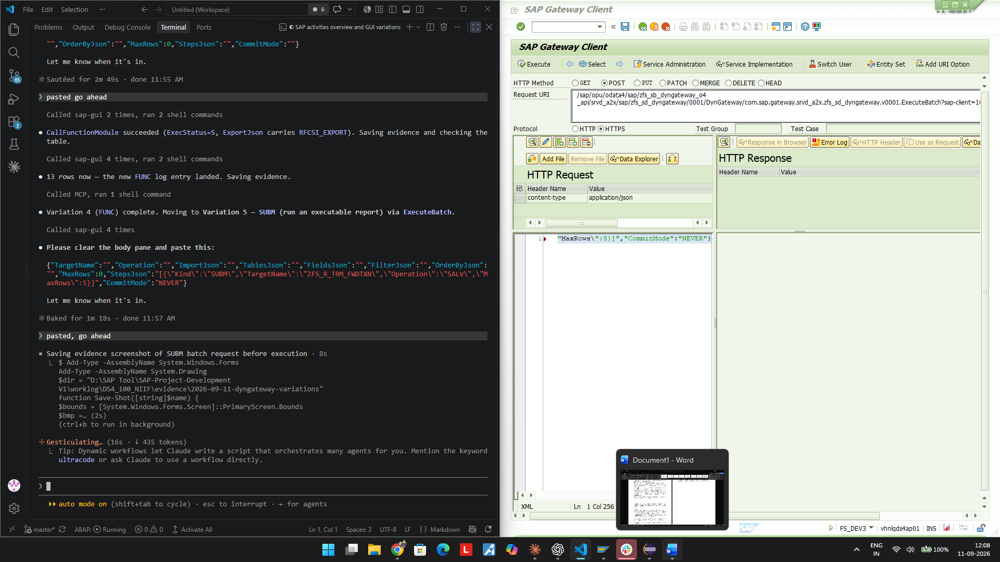 File Edit Selection ··· Untitled (Workspace) 6
Problems Output Debug Console Terminal Ports SAP activities overview and GUI variations
"","OrderByJson":"","MaxRows":0,"StepsJson":"","CommitMode":""}
Let me know when it's in.
Sautéed for 2m 49s · done 11:55 AM
❯ pasted go ahead
Called sap-gui 2 times, ran 2 shell commands
● CallFunctionModule succeeded (ExecStatus=S, ExportJson carries RFCSI_EXPORT). Saving evidence and checking the
table.
Called sap-gui 4 times, ran 2 shell commands
● 13 rows now — the new FUNC log entry landed. Saving evidence.
Called MCP, ran 1 shell command
● Variation 4 (FUNC) complete. Moving to Variation 5 — SUBM (run an executable report) via ExecuteBatch.
Called sap-gui 4 times
● Please clear the body pane and paste this:
{"TargetName":"","Operation":"","ImportJson":"","TablesJson":"","FieldsJson":"","FilterJson":"","OrderByJson":
"","MaxRows":0,"StepsJson":"[{\"Kind\":\"SUBM\",\"TargetName\":\"ZFS_R_TRM_FWDTXN\",\"Operation\":\"SALV\",\"M
axRows\":5}]","CommitMode":"NEVER"}
Let me know when it's in.
Baked for 1m 18s · done 11:57 AM
❯ pasted, go ahead
● Saving evidence screenshot of SUBM batch request before execution · 8s
$ Add-Type -AssemblyName System.Windows.Forms
Add-Type -AssemblyName System.Drawing
$dir = "D:\SAP Tool\SAP-Project-Development
V1\worklog\DS4_100_NIIF\evidence\2026-09-11-dyngateway-variations"
function Save-Shot([string]$name) {
$bounds = [System.Windows.Forms.Screen]::PrimaryScreen.Bounds
$bmp =… (2s)
(ctrl+b to run in background)
Gesticulating… (16s · ↓ 435 tokens)
Tip: Dynamic workflows let Claude write a script that orchestrates many agents for you. Mention the keyword
ultracode or ask Claude to use a workflow directly.
❯
auto mode on (shift+tab to cycle) · esc to interrupt · ← for agents
65
2
master* ABAP: Running 0 0 Activate All Ln 1, Col 1 Spaces: 3 UTF-8 LF {} Markdown
SAP Gateway Client
SAP Gateway Client
Execute Select Service Administration Service Implementation Switch User Entity Set Add URI Option
HTTP Method GET POST PUT PATCH MERGE DELETE HEAD
Request URI /sap/opu/odata4/sap/zfs_sb_dyngateway_o4
_api/srvd_a2x/sap/zfs_sd_dyngateway/0001/DynGateway/com.sap.gateway.srvd_a2x.zfs_sd_dyngateway.v0001.ExecuteBatch?sap-client=1
Protocol HTTP HTTPS Test Group Test Case
Response in Browser Error Log HTTP Header Use as Request Da
Add File Remove File Data Explorer
HTTP Request
Header Name Value
content-type application/json
HTTP Response
Header Name Value
1 "MaxRows\":5}]","CommitMode":"NEVER"}
XML Ln 1 Col 256
Document1 - Word
SAP FS_DEV3 vhnlqds4ap01 INS
L
ENG
IN
100%
12:08
11-09-2026